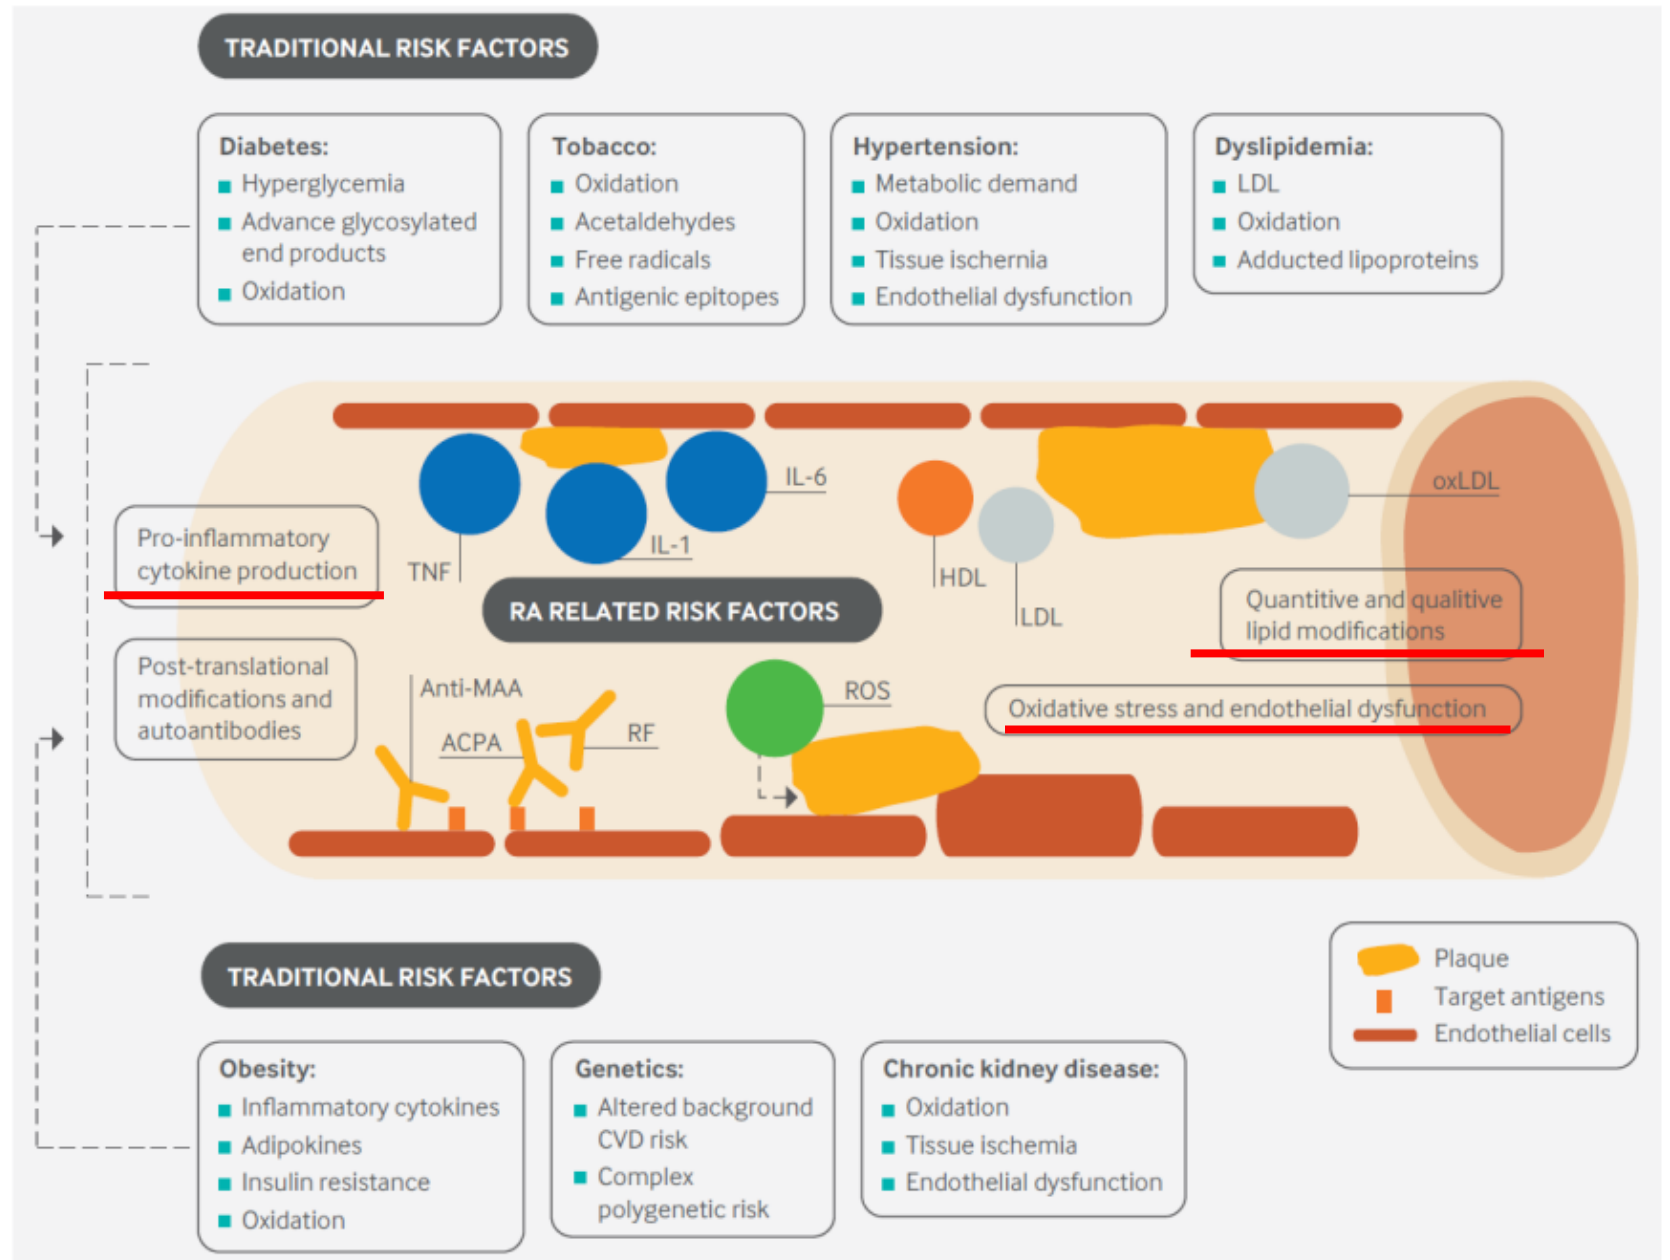 TRADITIONAL RISK FACTORS
Diabetes:
Hyperglycemia
Advance glycosylated
end products
Oxidation
Tobacco:
Oxidation
Acetaldehydes
Free radicals
Antigenic epitopes
Hypertension:
Metabolic demand
Oxidation
Tissue ischernia
Endothelial dysfunction
Dyslipidemia:
LDL
Oxidation
Adducted lipoproteins
IL-6
oxLDL
Pro-inflammatory
cytokine production
TNF
IL-1
HDL
LDL
RA RELATED RISK FACTORS
Quantitive and qualitive
lipid modifications
Post-translational
modifications and
autoantibodies
Anti-MAA
ACPA
RF
ROS
Oxidative stress and endothelial dysfunction
TRADITIONAL RISK FACTORS
Plaque
Target antigens
Endothelial cells
Obesity:
Inflammatory cytokines
Adipokines
Insulin resistance
Oxidation
Genetics:
Altered background
CVD risk
Complex
polygenetic risk
Chronic kidney disease:
Oxidation
Tissue ischemia
Endothelial dysfunction